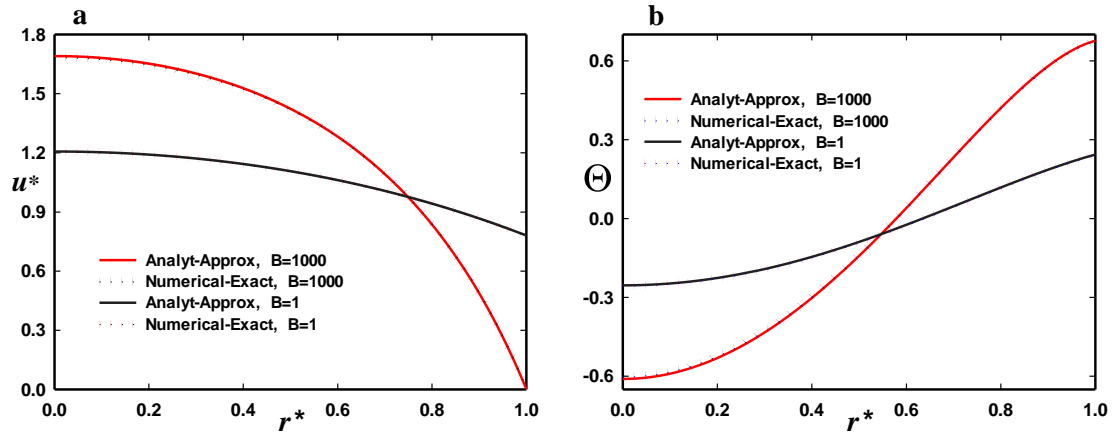 a
1.8
1.5
1.2
u*
0.9
0.6
0.3
0.0
Analyt-Approx, B=1000
Numerical-Exact, B=1000
Analyt-Approx, B=1
Numerical-Exact, B=1
0.0 0.2 0.4 0.6 0.8 1.0
r*
b
0.6
0.3
Θ
0.0
-0.3
-0.6
Analyt-Approx, B=1000
Numerical-Exact, B=1000
Analyt-Approx, B=1
Numerical-Exact, B=1
0.0 0.2 0.4 0.6 0.8 1.0
r*